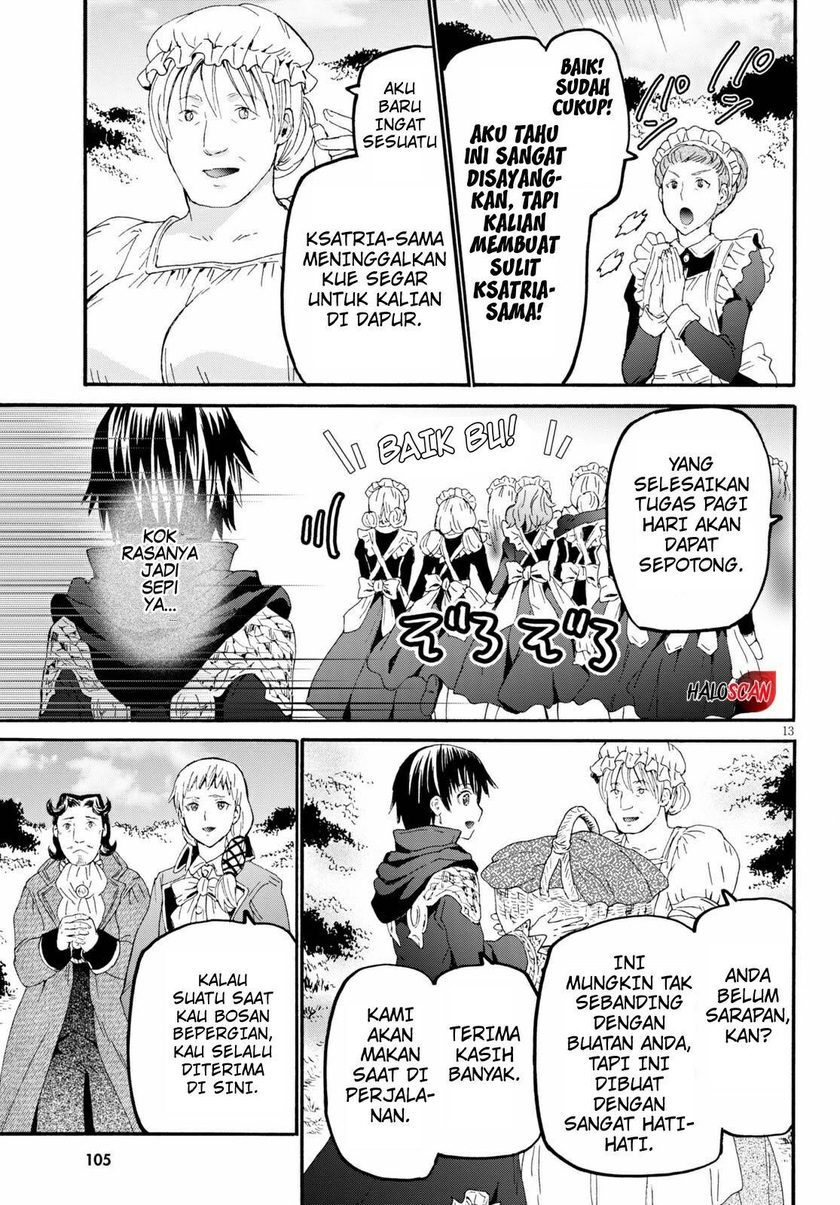 BAIK!
SUDAH
CUKUP!
AKU TAHU
INI SANGAT
DISAYANG-
KAN, TAPI
KALIAN
MEMBUAT
SULIT
KSATRIA-
SAMA!
AKU
BARU
INGAT
SESUATU
KSATRIA-SAMA
MENINGGALKAN
KUE SEGAR
UNTUK KALIAN
DI DAPUR.
YANG
SELESAIKAN
TUGAS PAGI
HARI AKAN
DAPAT
SEPOTONG.
BAIK BU!
ぞろぞろ
KOK
RASANYA
JADI
SEPI
YA...
HALOSCAN
13
ANDA
BELUM
SARAPAN,
KAN?
INI
MUNGKIN TAK
SEBANDING
DENGAN
BUATAN ANDA,
TAPI INI
DIBUAT
DENGAN
SANGAT HATI-
HATI.
TERIMA
KASIH
BANYAK.
KAMI
AKAN
MAKAN
SAAT DI
PERJALA-
NAN.
KALAU
SUATU SAAT
KAU BOSAN
BEPERGIAN,
KAU SELALU
DITERIMA
DI SINI.
105